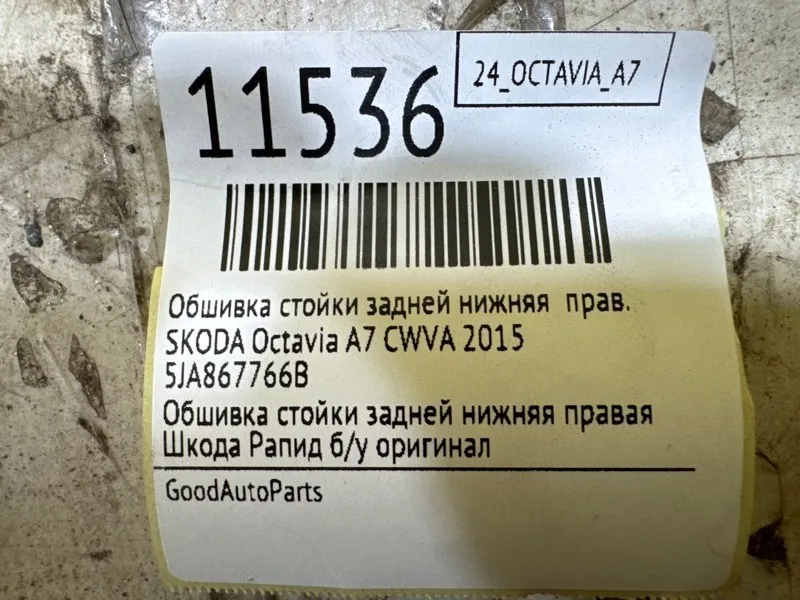 11536
24_OCTAVIA_A7
Обшивка стойки задней нижняя прав.
SKODA Octavia A7 CWVA 2015
5JA867766B
Обшивка стойки задней нижняя правая
Шкода Рапид б/у оригинал
GoodAutoParts